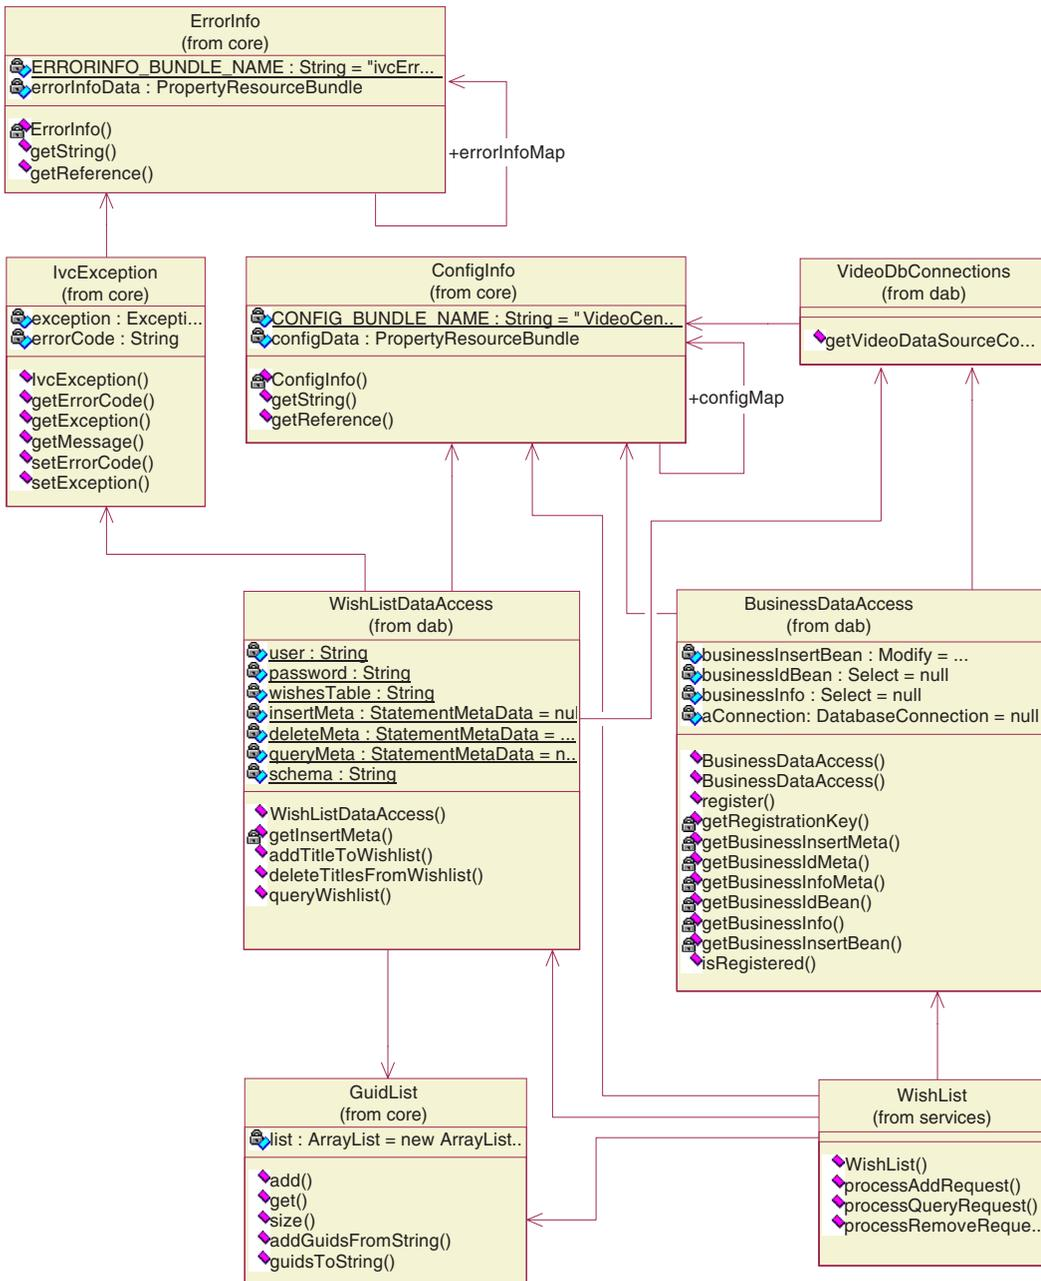 ErrorInfo
(from core)
ERRORINFO_BUNDLE_NAME : String = "ivcErr...
errorInfoData : PropertyResourceBundle
ErrorInfo()
getString()
getReference()
+errorInfoMap
IvcException
(from core)
exception : Excepti...
errorCode : String
IvcException()
getErrorCode()
getException()
getMessage()
setErrorCode()
setException()
ConfigInfo
(from core)
CONFIG_BUNDLE_NAME : String = "VideoCen..
configData : PropertyResourceBundle
ConfigInfo()
getString()
getReference()
+configMap
VideoDbConnections
(from dab)
getVideoDataSourceCo...
WishListDataAccess
(from dab)
user : String
password : String
wishesTable : String
insertMeta : StatementMetaData = nul
deleteMeta : StatementMetaData = ...
queryMeta : StatementMetaData = n..
schema : String
WishListDataAccess()
getInsertMeta()
addTitleToWishlist()
deleteTitlesFromWishlist()
queryWishlist()
BusinessDataAccess
(from dab)
businessInsertBean : Modify = ...
businessIdBean : Select = null
businessInfo : Select = null
aConnection: DatabaseConnection = null
BusinessDataAccess()
BusinessDataAccess()
register()
getRegistrationKey()
getBusinessInsertMeta()
getBusinessIdMeta()
getBusinessInfoMeta()
getBusinessIdBean()
getBusinessInfo()
getBusinessInsertBean()
isRegistered()
GuidList
(from core)
list : ArrayList = new ArrayList..
add()
get()
size()
addGuidsFromString()
guidsToString()
WishList
(from services)
WishList()
processAddRequest()
processQueryRequest()
processRemoveReque..